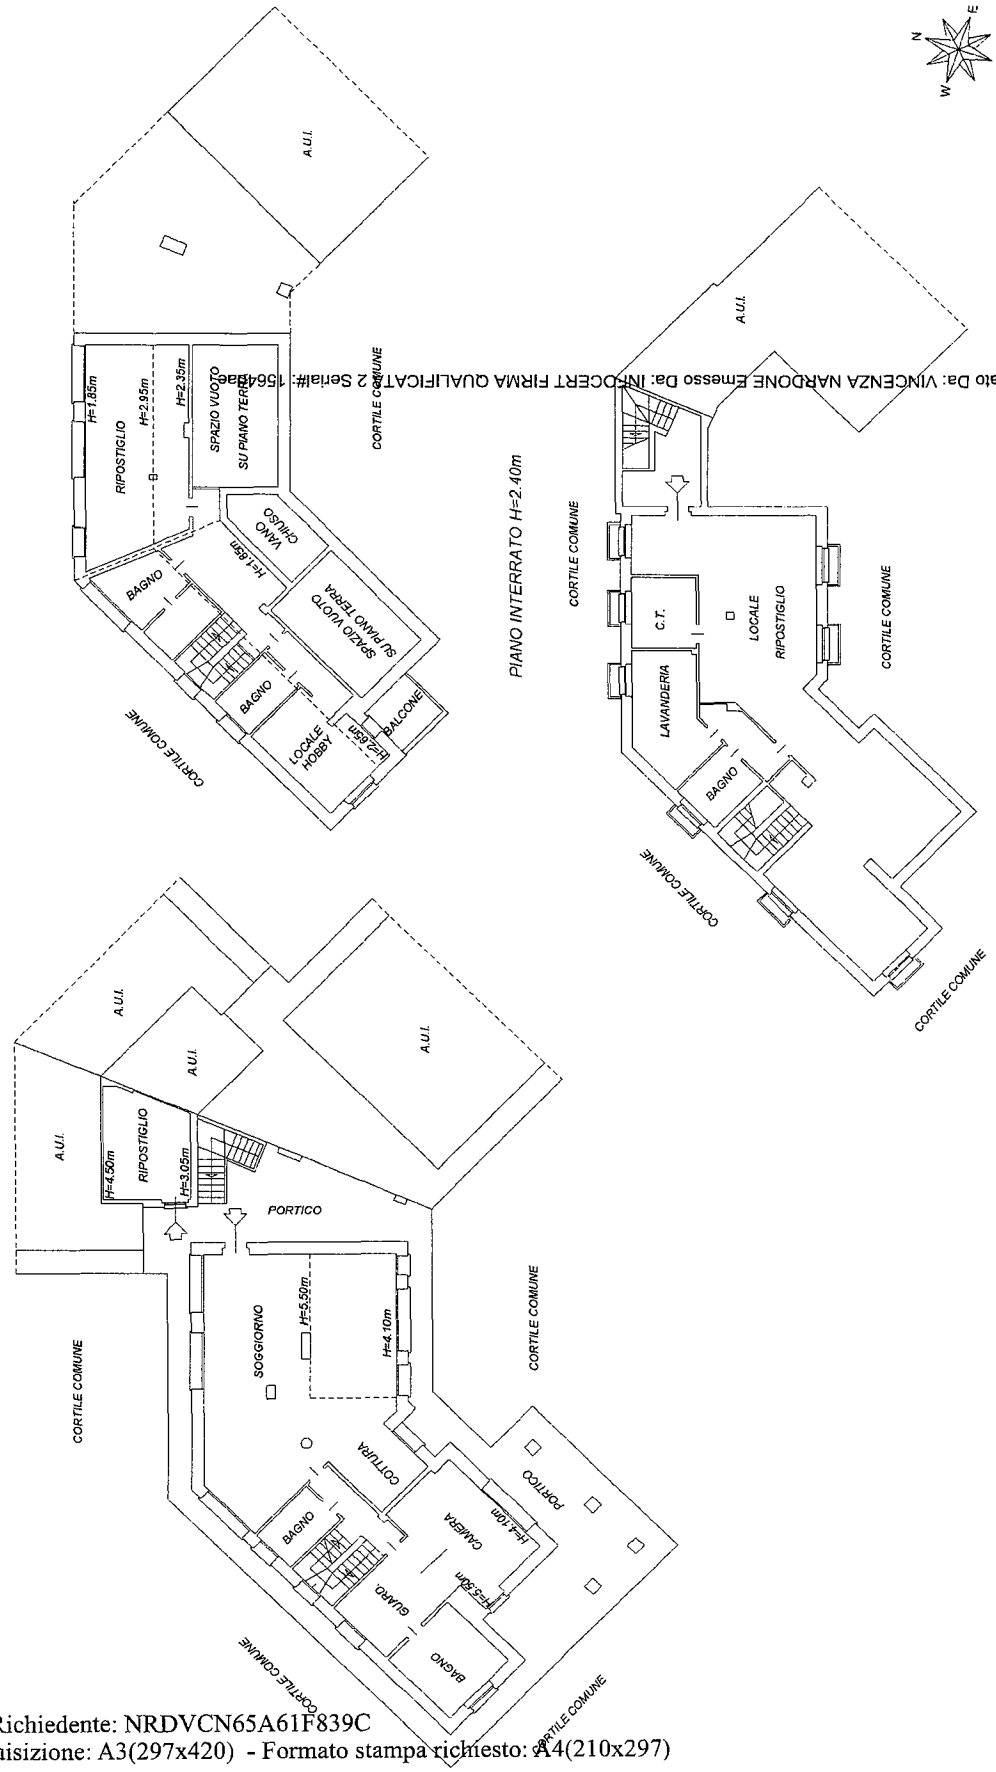 N
E
W
A.U.I.
H=1.85m
H=2.95m
H=2.35m
RIPOSTIGLIO
SPAZIO VUOTO
SU PIANO TERRA
CORTILE COMUNE
VANO
CHIUSO
H=1.85m
BAGNO
SPAZIO VUOTO
SU PIANO TERRA
BAGNO
LOCALE
HOBBY
H=2.65m
BALCONE
CORTILE COMUNE
PIANO INTERRATO H=2.40m
A.U.I.
CORTILE COMUNE
C.T.
LOCALE
RIPOSTIGLIO
CORTILE COMUNE
LAVANDERIA
BAGNO
CORTILE COMUNE
CORTILE COMUNE
ato Da: VINCENZA NARDONE Emesso Da: INFOCERT FIRMA QUALIFICATA 2 Serial#:
A.U.I.
A.U.I.
A.U.I.
A.U.I.
RIPOSTIGLIO
H=4.50m
H=3.05m
PORTICO
CORTILE COMUNE
SOGGIORNO
H=5.50m
H=4.10m
CORTILE COMUNE
COTTURA
BAGNO
CAMERA
H=4.10m
PORTICO
GUARD.
H=5.50m
BAGNO
CORTILE COMUNE
CORTILE COMUNE
CORTILE COMUNE
Richiedente: NRDVCN65A61F839C
uisizione: A3(297x420) - Formato stampa richiesto: A4(210x297)